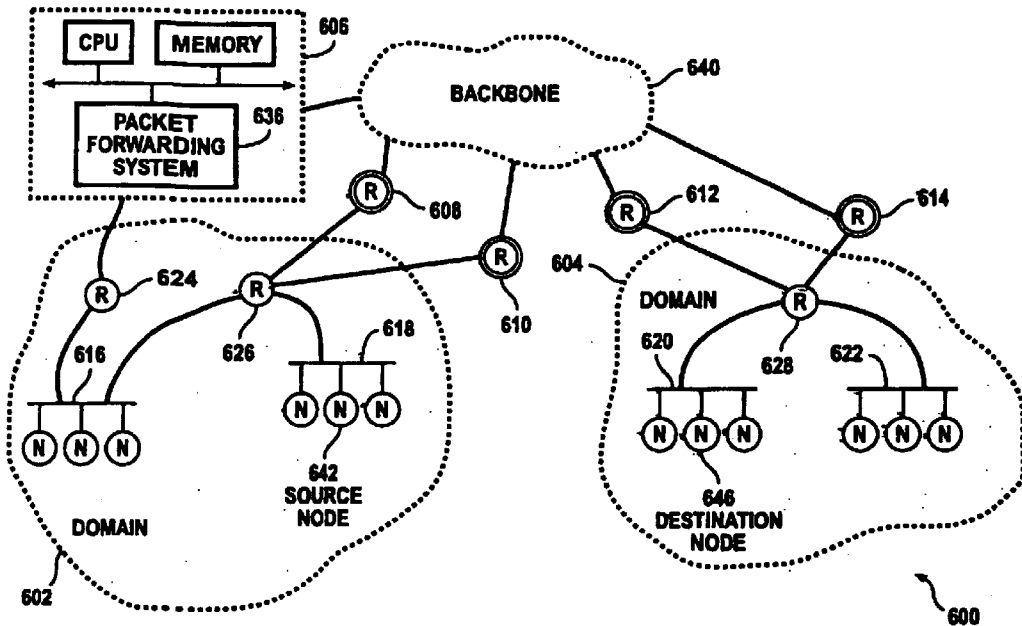 606
CPU
MEMORY
636
PACKET
FORWARDING
SYSTEM
BACKBONE
640
R
608
R
610
R
612
R
614
R
624
R
626
616
618
N
N
N
N
N
N
642
SOURCE
NODE
DOMAIN
602
604
DOMAIN
R
628
620
622
N
N
N
N
N
N
646
DESTINATION
NODE
600